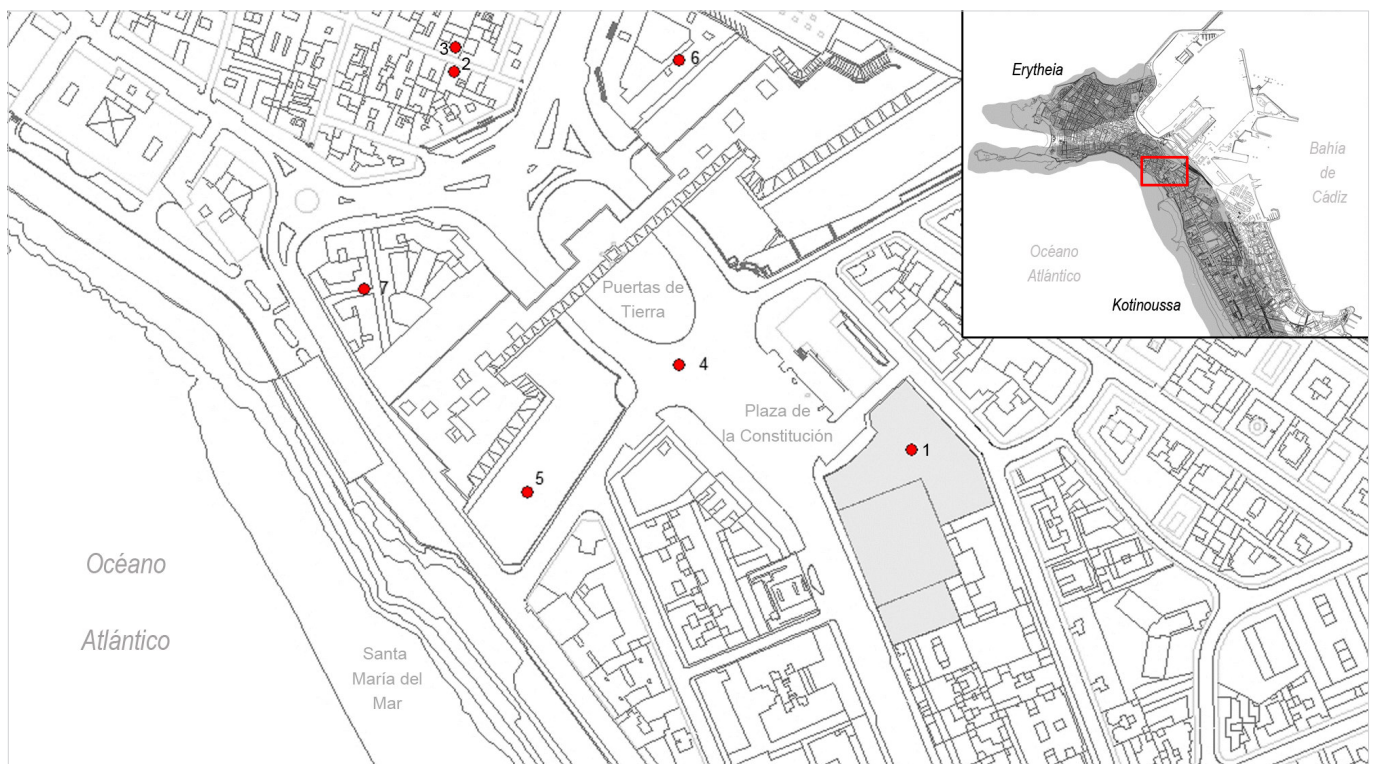 3
2
6
Erytheia
Bahía
de
Cádiz
Océano
Atlántico
Kotinoussa
7
Puertas de
Tierra
4
Plaza de
la Constitución
1
5
Océano
Atlántico
Santa
María del
Mar